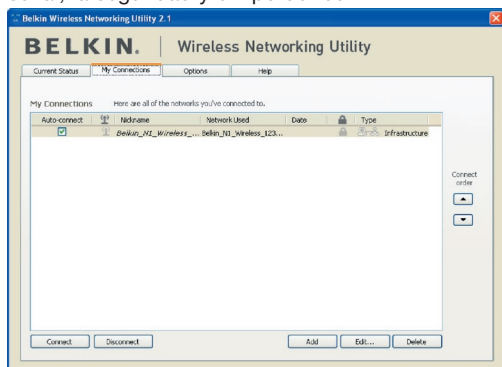 Belkin Wireless Networking Utility 2.1
BELKIN. | Wireless Networking Utility
Current Status My Connections Options Help
My Connections Here are all of the networks you've connected to.
Auto-connect Nickname Network Used Date Type
Belkin_N1_Wireless_... Belkin_N1_Wireless_123... Infrastructure
Connect
order
Connect Disconnect Add Edit... Delete